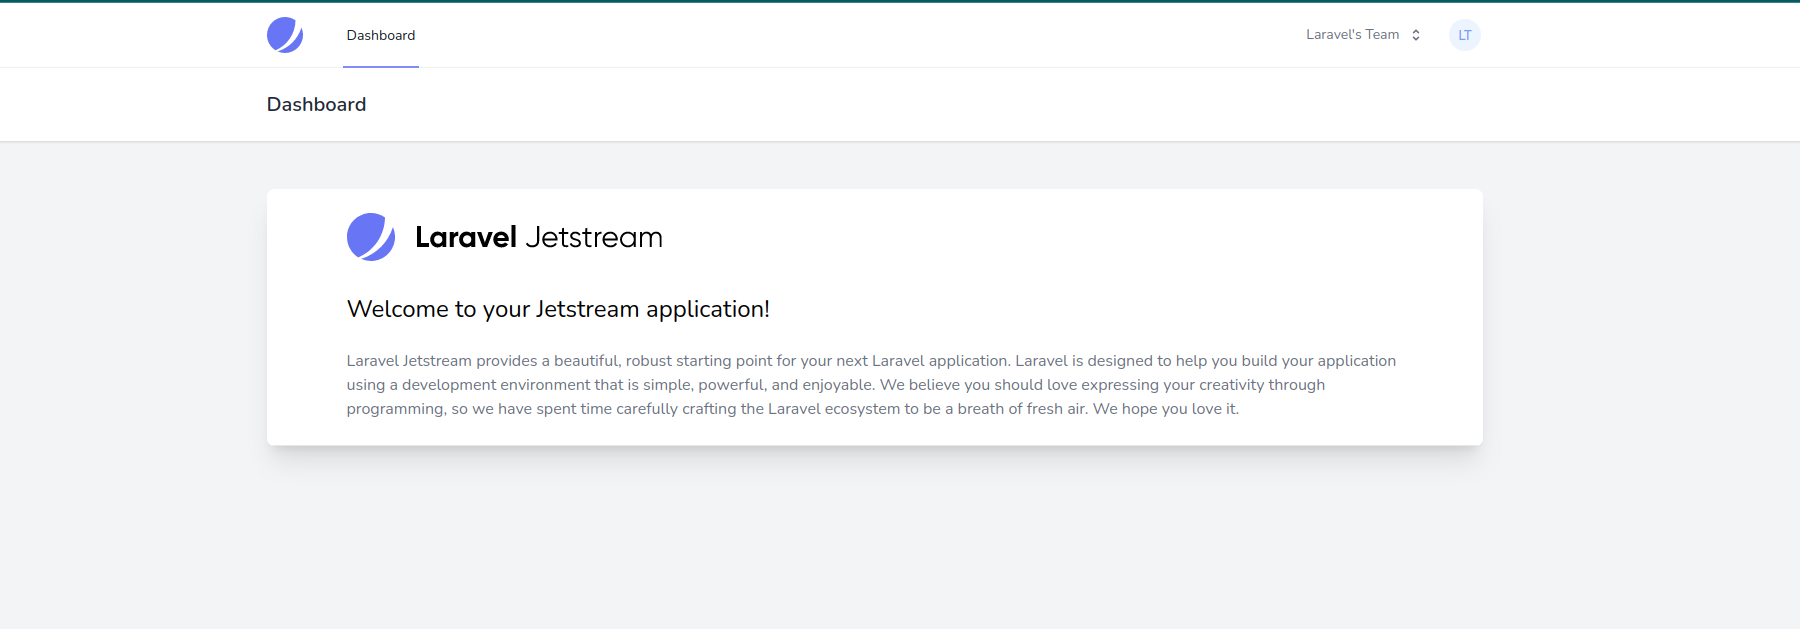 Dashboard
Laravel's Team
LT
Dashboard
Laravel Jetstream
Welcome to your Jetstream application!
Laravel Jetstream provides a beautiful, robust starting point for your next Laravel application. Laravel is designed to help you build your application
using a development environment that is simple, powerful, and enjoyable. We believe you should love expressing your creativity through
programming, so we have spent time carefully crafting the Laravel ecosystem to be a breath of fresh air. We hope you love it.